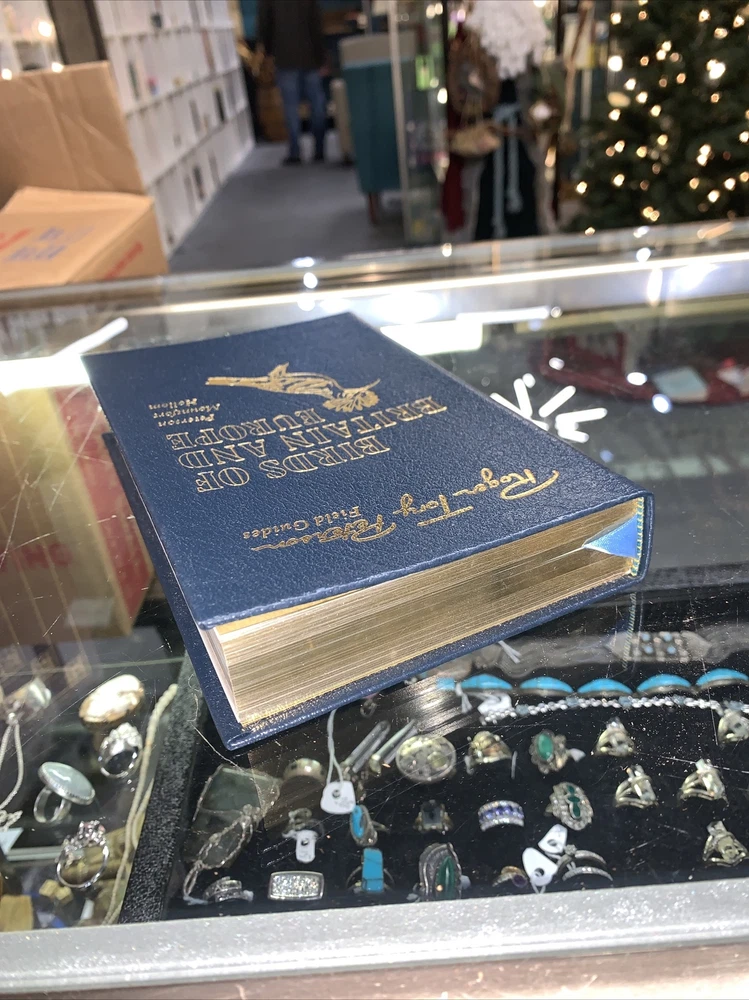 Roger Tory Peterson
Field Guides
BIRDS OF
BRITAIN AND
EUROPE
Peterson
Mountfort
Hollom